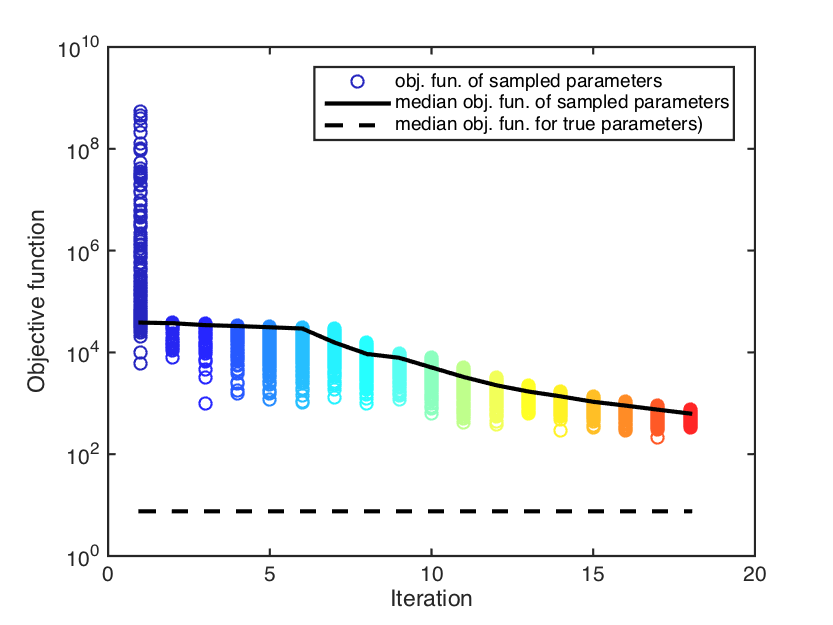 10^10
10^8
10^6
10^4
10^2
10^0
Objective function
obj. fun. of sampled parameters
median obj. fun. of sampled parameters
median obj. fun. for true parameters)
0 5 10 15 20
Iteration